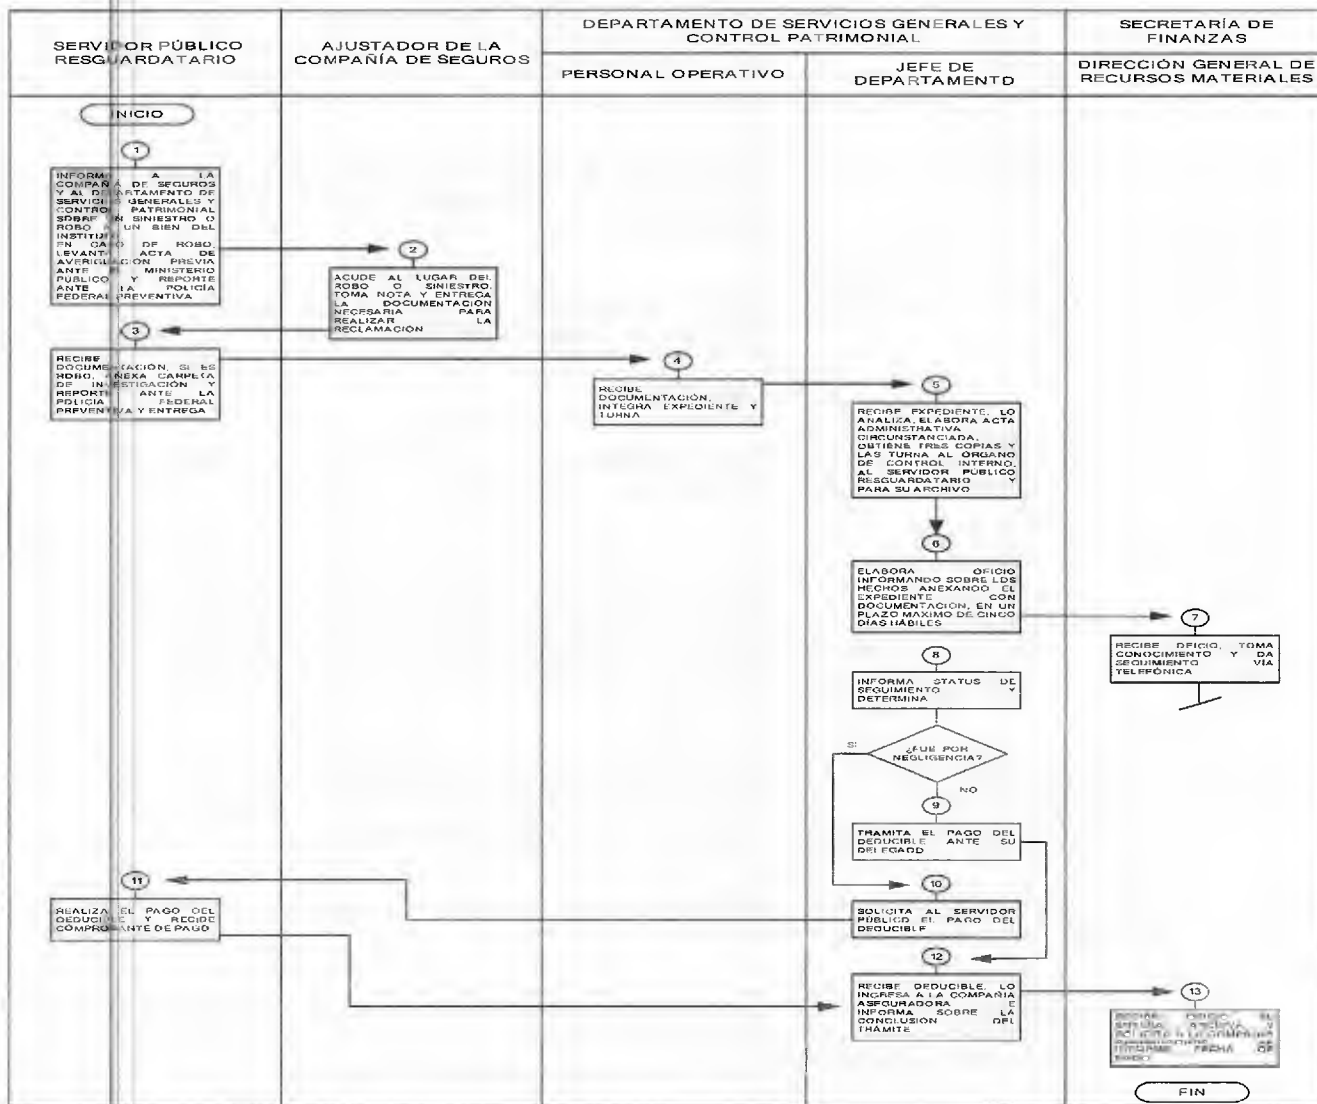 SERVIDOR PÚBLICO
RESGUARDATARIO
AJUSTADOR DE LA
COMPAÑÍA DE SEGUROS
DEPARTAMENTO DE SERVICIOS GENERALES Y
CONTROL PATRIMONIAL
PERSONAL OPERATIVO
JEFE DE
DEPARTAMENTO
SECRETARÍA DE
FINANZAS
DIRECCIÓN GENERAL DE
RECURSOS MATERIALES
INICIO
1
INFORMA A LA
COMPAÑÍA DE SEGUROS
Y AL DEPARTAMENTO DE
SERVICIOS GENERALES Y
CONTROL PATRIMONIAL
SOBRE UN SINIESTRO O
ROBO A UN BIEN DEL
INSTITUTO
EN CASO DE ROBO,
LEVANTA ACTA DE
AVERIGUACIÓN PREVIA
ANTE EL MINISTERIO
PÚBLICO Y REPORTE
ANTE LA POLICÍA
FEDERAL PREVENTIVA
2
ACUDE AL LUGAR DEL
ROBO O SINIESTRO,
TOMA NOTA Y ENTREGA
LA DOCUMENTACIÓN
NECESARIA PARA
REALIZAR LA
RECLAMACIÓN
3
RECIBE
DOCUMENTACIÓN, SI ES
ROBO, ANEXA CARPETA
DE INVESTIGACIÓN Y
REPORTE ANTE LA
POLICÍA FEDERAL
PREVENTIVA Y ENTREGA
4
RECIBE
DOCUMENTACIÓN,
INTEGRA EXPEDIENTE Y
TURNA
5
RECIBE EXPEDIENTE, LO
ANALIZA, ELABORA ACTA
ADMINISTRATIVA
CIRCUNSTANCIADA,
OBTIENE TRES COPIAS Y
LAS TURNA AL ÓRGANO
DE CONTROL INTERNO,
AL SERVIDOR PÚBLICO
RESGUARDATARIO Y
PARA SU ARCHIVO
6
ELABORA OFICIO
INFORMANDO SOBRE LOS
HECHOS ANEXANDO EL
EXPEDIENTE CON
DOCUMENTACIÓN, EN UN
PLAZO MAXIMO DE CINCO
DÍAS HÁBILES
7
RECIBE OFICIO, TOMA
CONOCIMIENTO Y DA
SEGUIMIENTO VÍA
TELEFÓNICA
8
INFORMA STATUS DE
SEGUIMIENTO Y
DETERMINA
¿FUE POR
NEGLIGENCIA?
SI
NO
9
TRAMITA EL PAGO DEL
DEDUCIBLE ANTE SU
DELEGADO
10
SOLICITA AL SERVIDOR
PÚBLICO EL PAGO DEL
DEDUCIBLE
11
REALIZA EL PAGO DEL
DEDUCIBLE Y RECIBE
COMPROBANTE DE PAGO
12
RECIBE DEDUCIBLE, LO
INGRESA A LA COMPAÑÍA
ASEGURADORA E
INFORMA SOBRE LA
CONCLUSIÓN DEL
TRÁMITE
13
RECIBE OFICIO
ARCHIVA Y
SOLICITA A LA COMPAÑÍA
INFORME FECHA DE
FIN